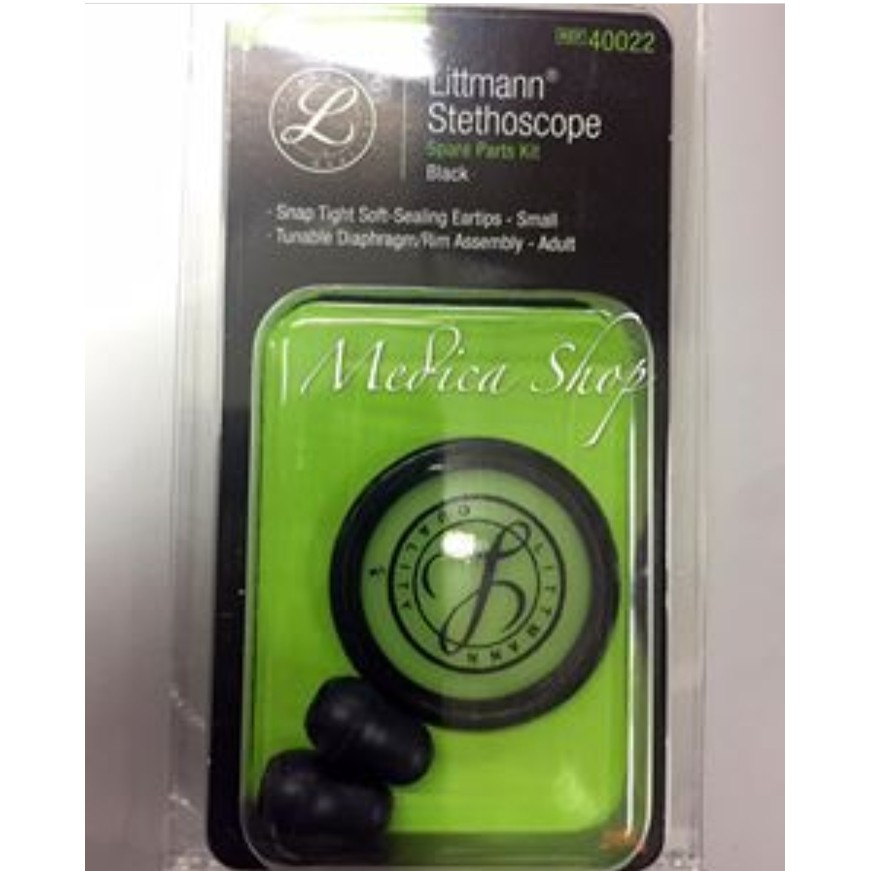 REF 40022
Littmann®
Stethoscope
Spare Parts Kit
Black
· Snap Tight Soft-Sealing Eartips - Small
· Tunable Diaphragm/Rim Assembly - Adult
L
Medica Shop
LITTMANN
QUALITY
L